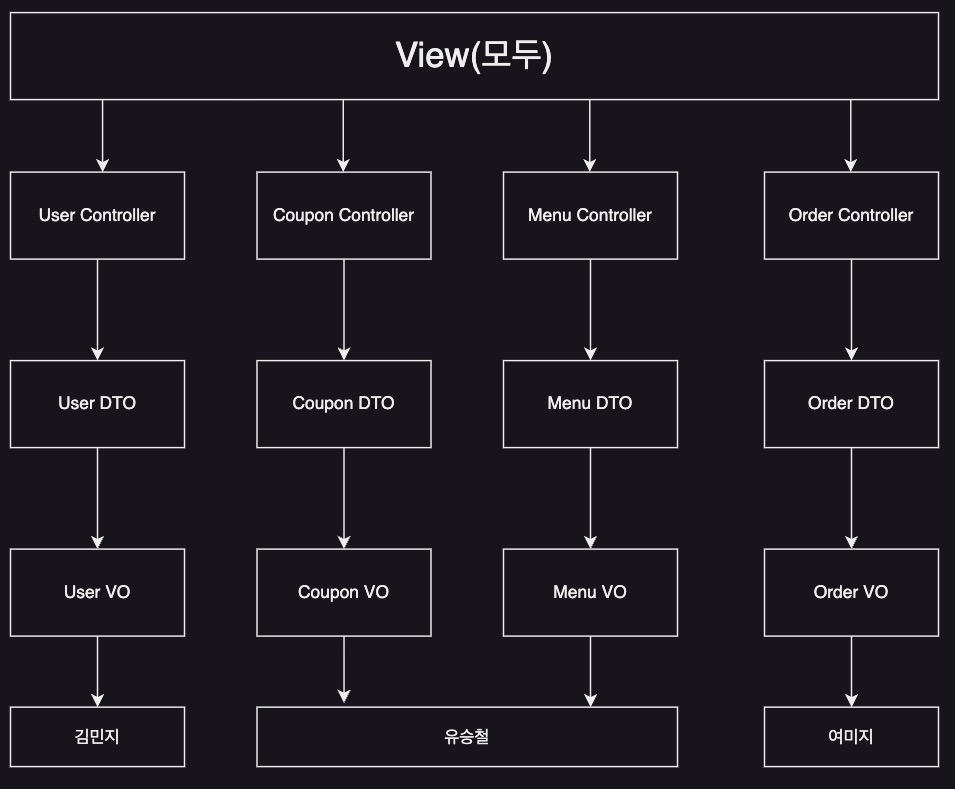 View(모두)
User Controller
Coupon Controller
Menu Controller
Order Controller
User DTO
Coupon DTO
Menu DTO
Order DTO
User VO
Coupon VO
Menu VO
Order VO
김민지
유승철
여미지